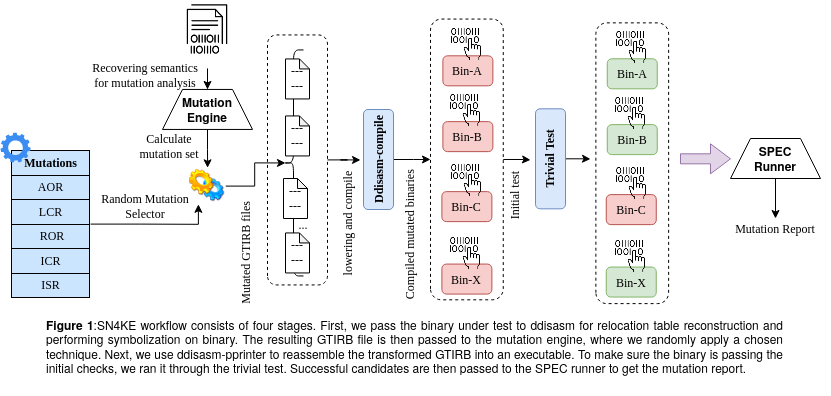 OIIIOIII
IIOIIIO
Recovering semantics
for mutation analysis
Mutation
Engine
Calculate
mutation set
Mutations
AOR
LCR
ROR
ICR
ISR
Random Mutation
Selector
Mutated GTIRB files
...
lowering and compile
Ddisasm-compile
Compiled mutated binaries
Bin-A
Bin-B
Bin-C
Bin-X
Initial test
Trivial Test
Bin-A
Bin-B
Bin-C
Bin-X
SPEC
Runner
Mutation Report
Figure 1:SN4KE workflow consists of four stages. First, we pass the binary under test to ddisasm for relocation table reconstruction and
performing symbolization on binary. The resulting GTIRB file is then passed to the mutation engine, where we randomly apply a chosen
technique. Next, we use ddisasm-pprinter to reassemble the transformed GTIRB into an executable. To make sure the binary is passing the
initial checks, we ran it through the trivial test. Successful candidates are then passed to the SPEC runner to get the mutation report.